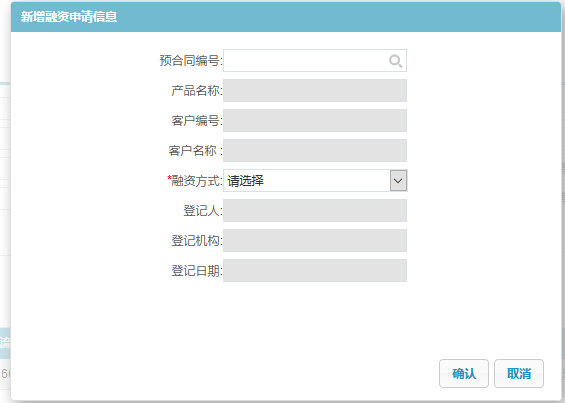 新增融资申请信息
预合同编号:
产品名称:
客户编号:
客户名称 :
*融资方式: 请选择
登记人:
登记机构:
登记日期:
流
60
确认 取消